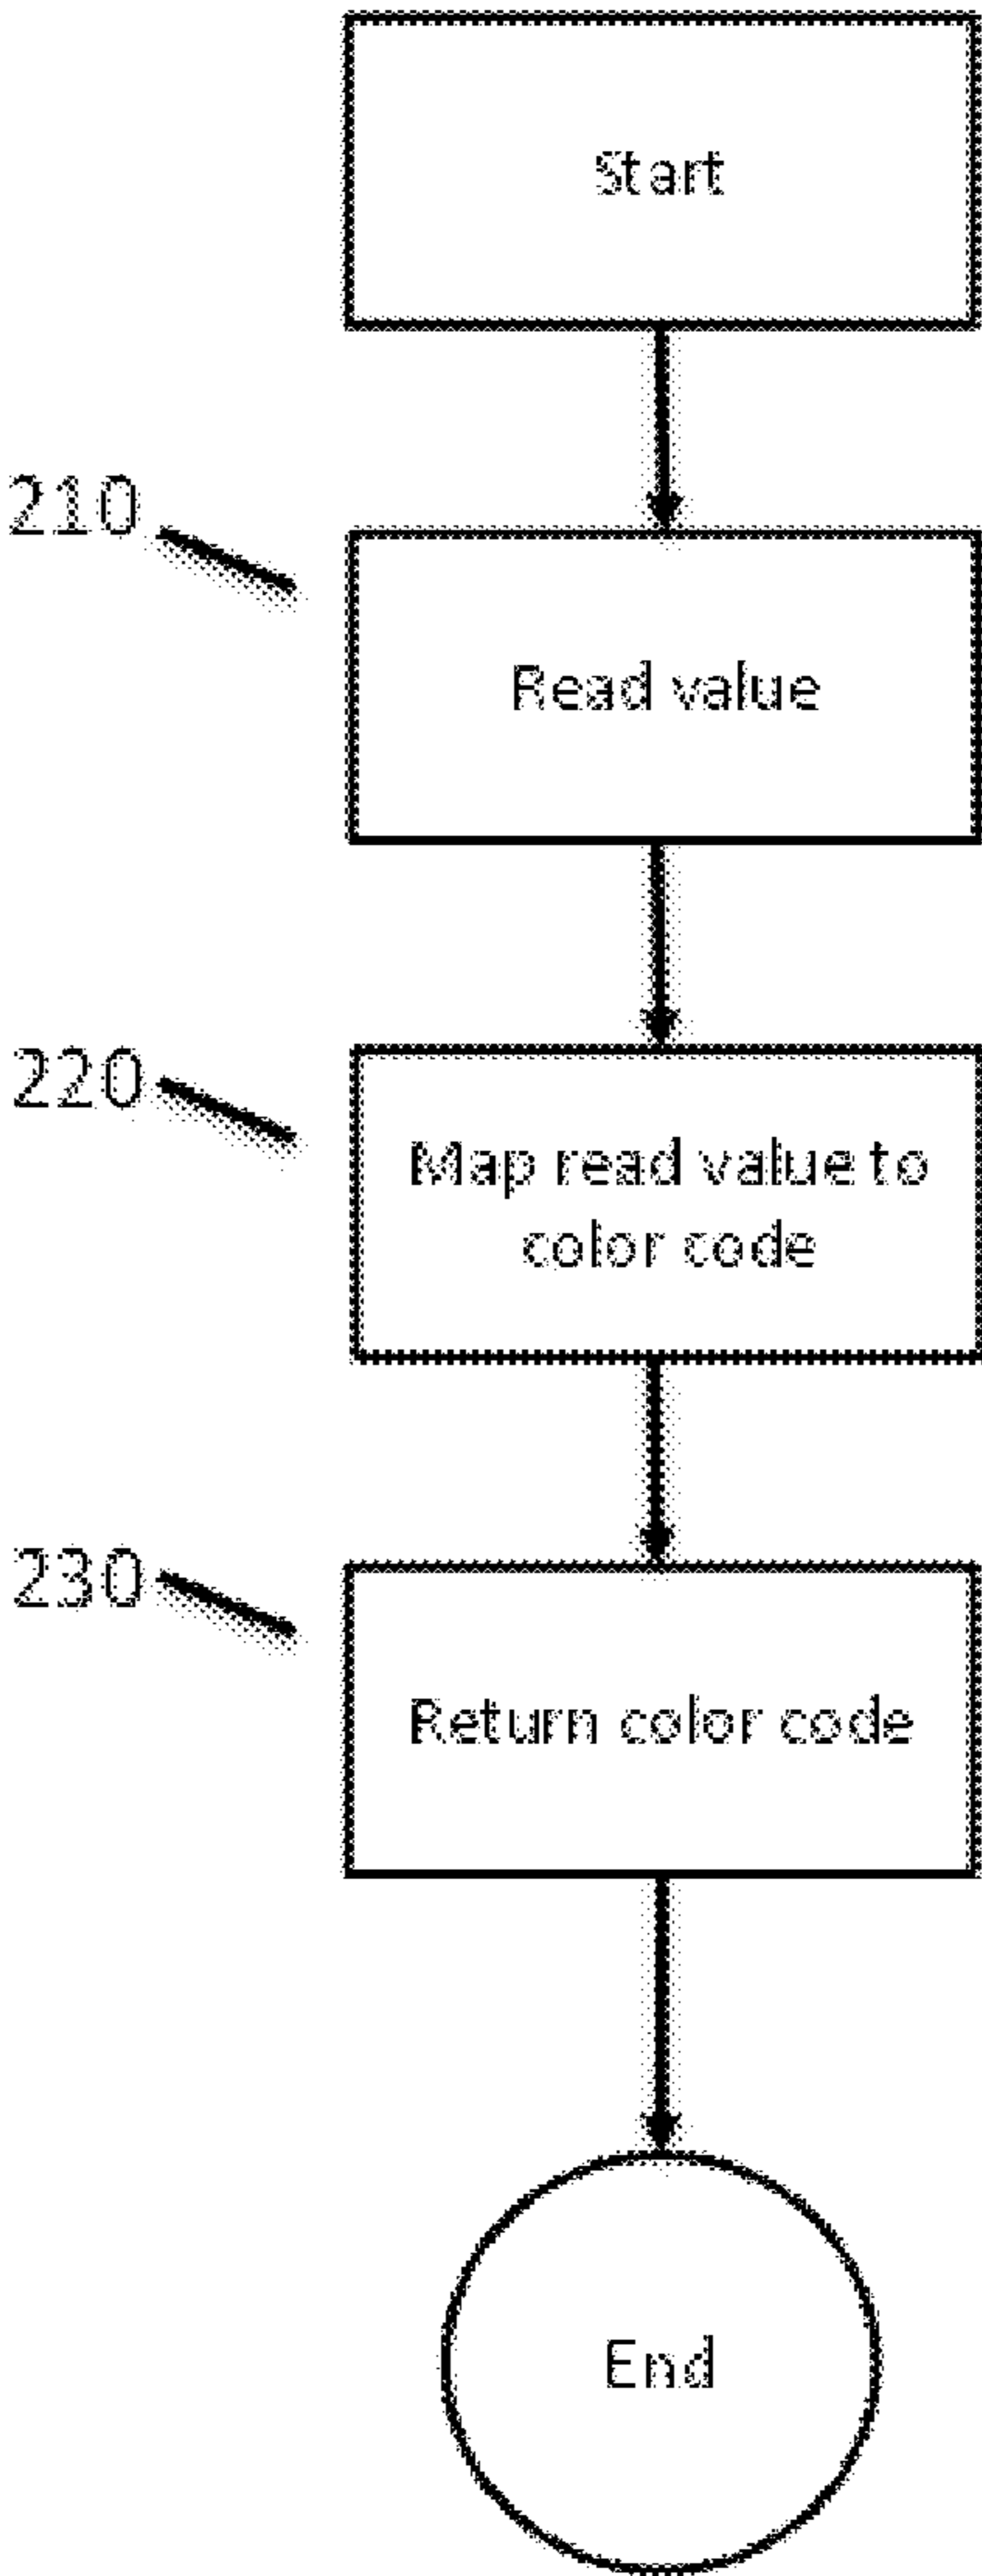 Start
210
Read value
220
Map read value to
color code
230
Return color code
End